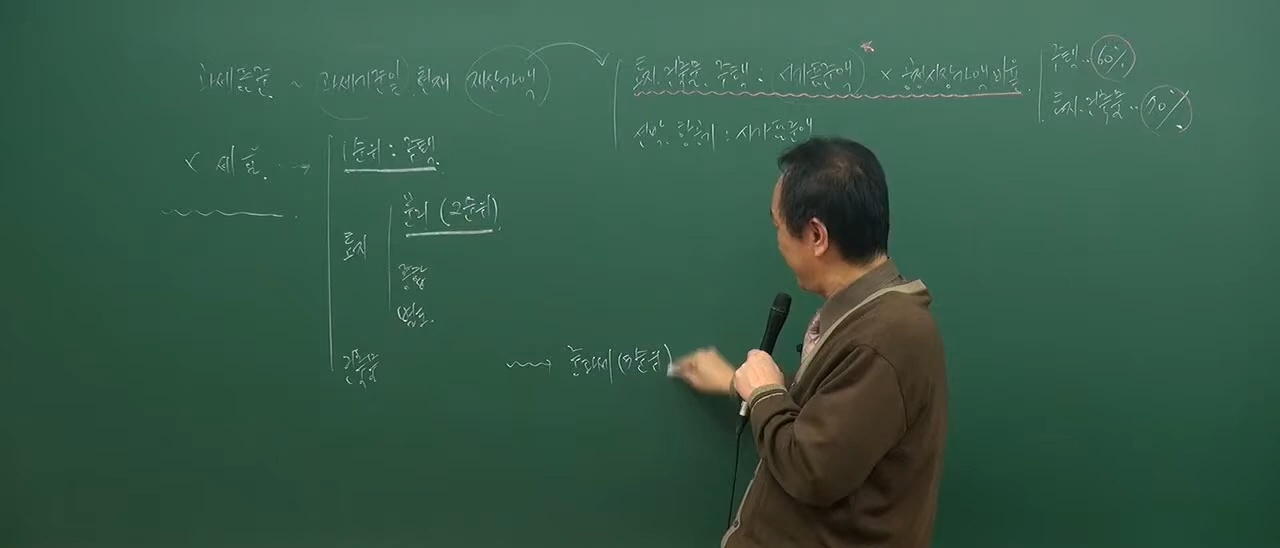 과세표준 ~ 과세기준일 현재 재산가액
토지.건축물. 주택 : 시가표준액 × 공정시장가액비율
주택.. 60%
토지.건축물.. 70%
선박. 항공기 : 시가표준액
세율.
1순위 : 주택.
토지
분리 (2순위)
종합
별도.
건축물
중과세 (3순위)